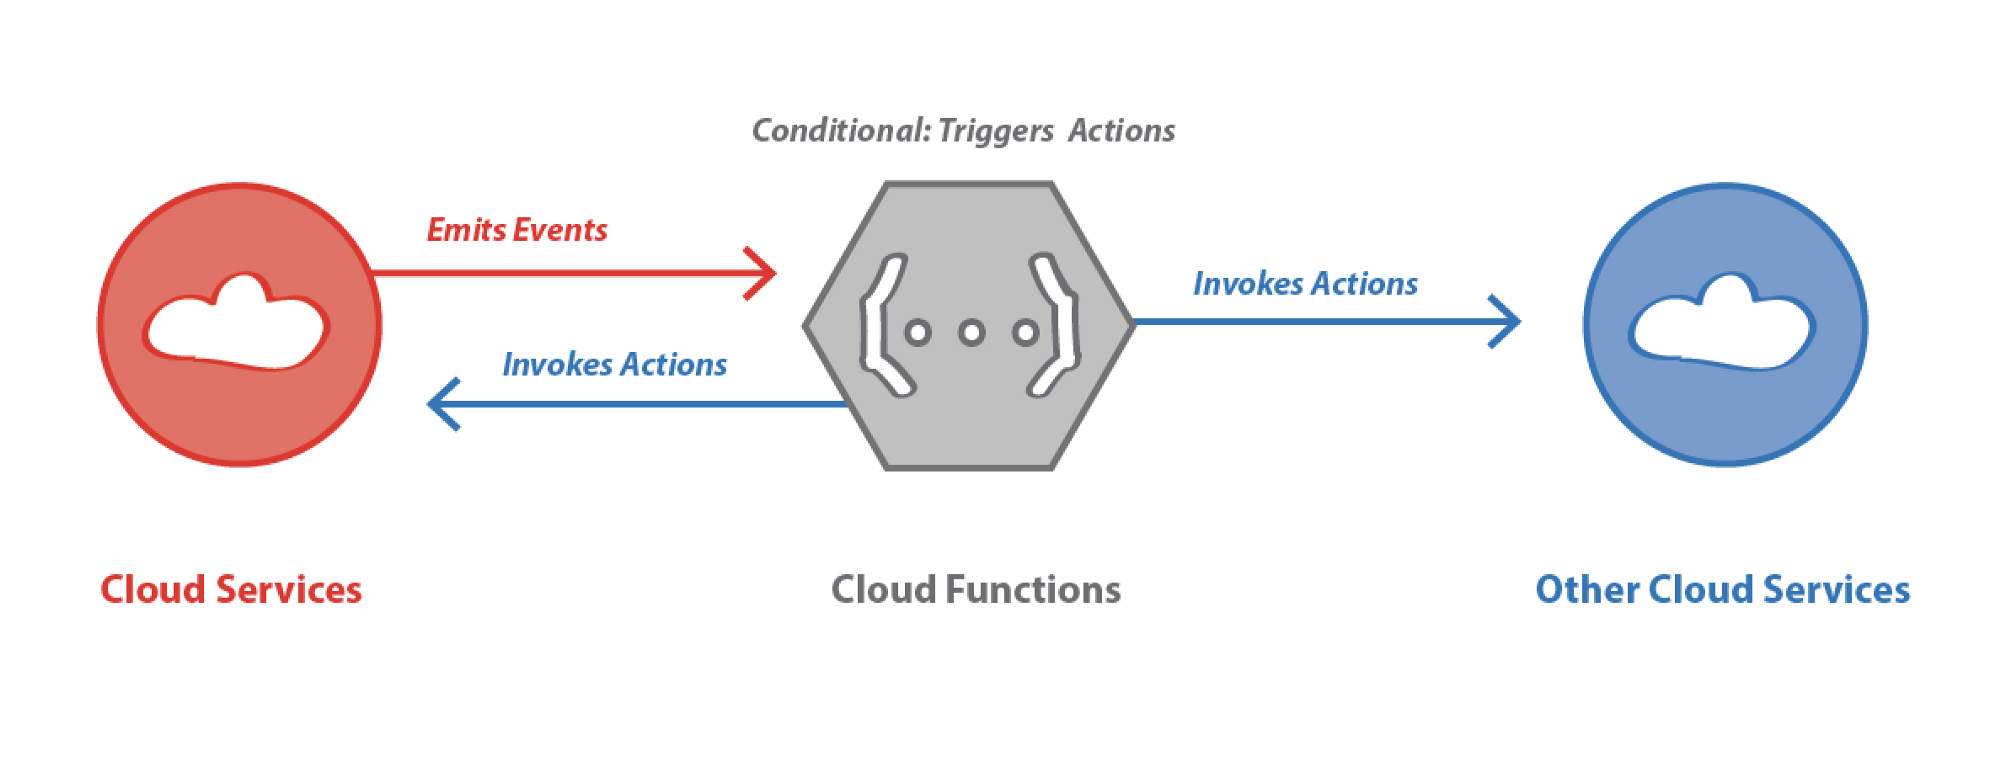 Conditional: Triggers Actions
Emits Events
Invokes Actions
Invokes Actions
Cloud Services
Cloud Functions
Other Cloud Services